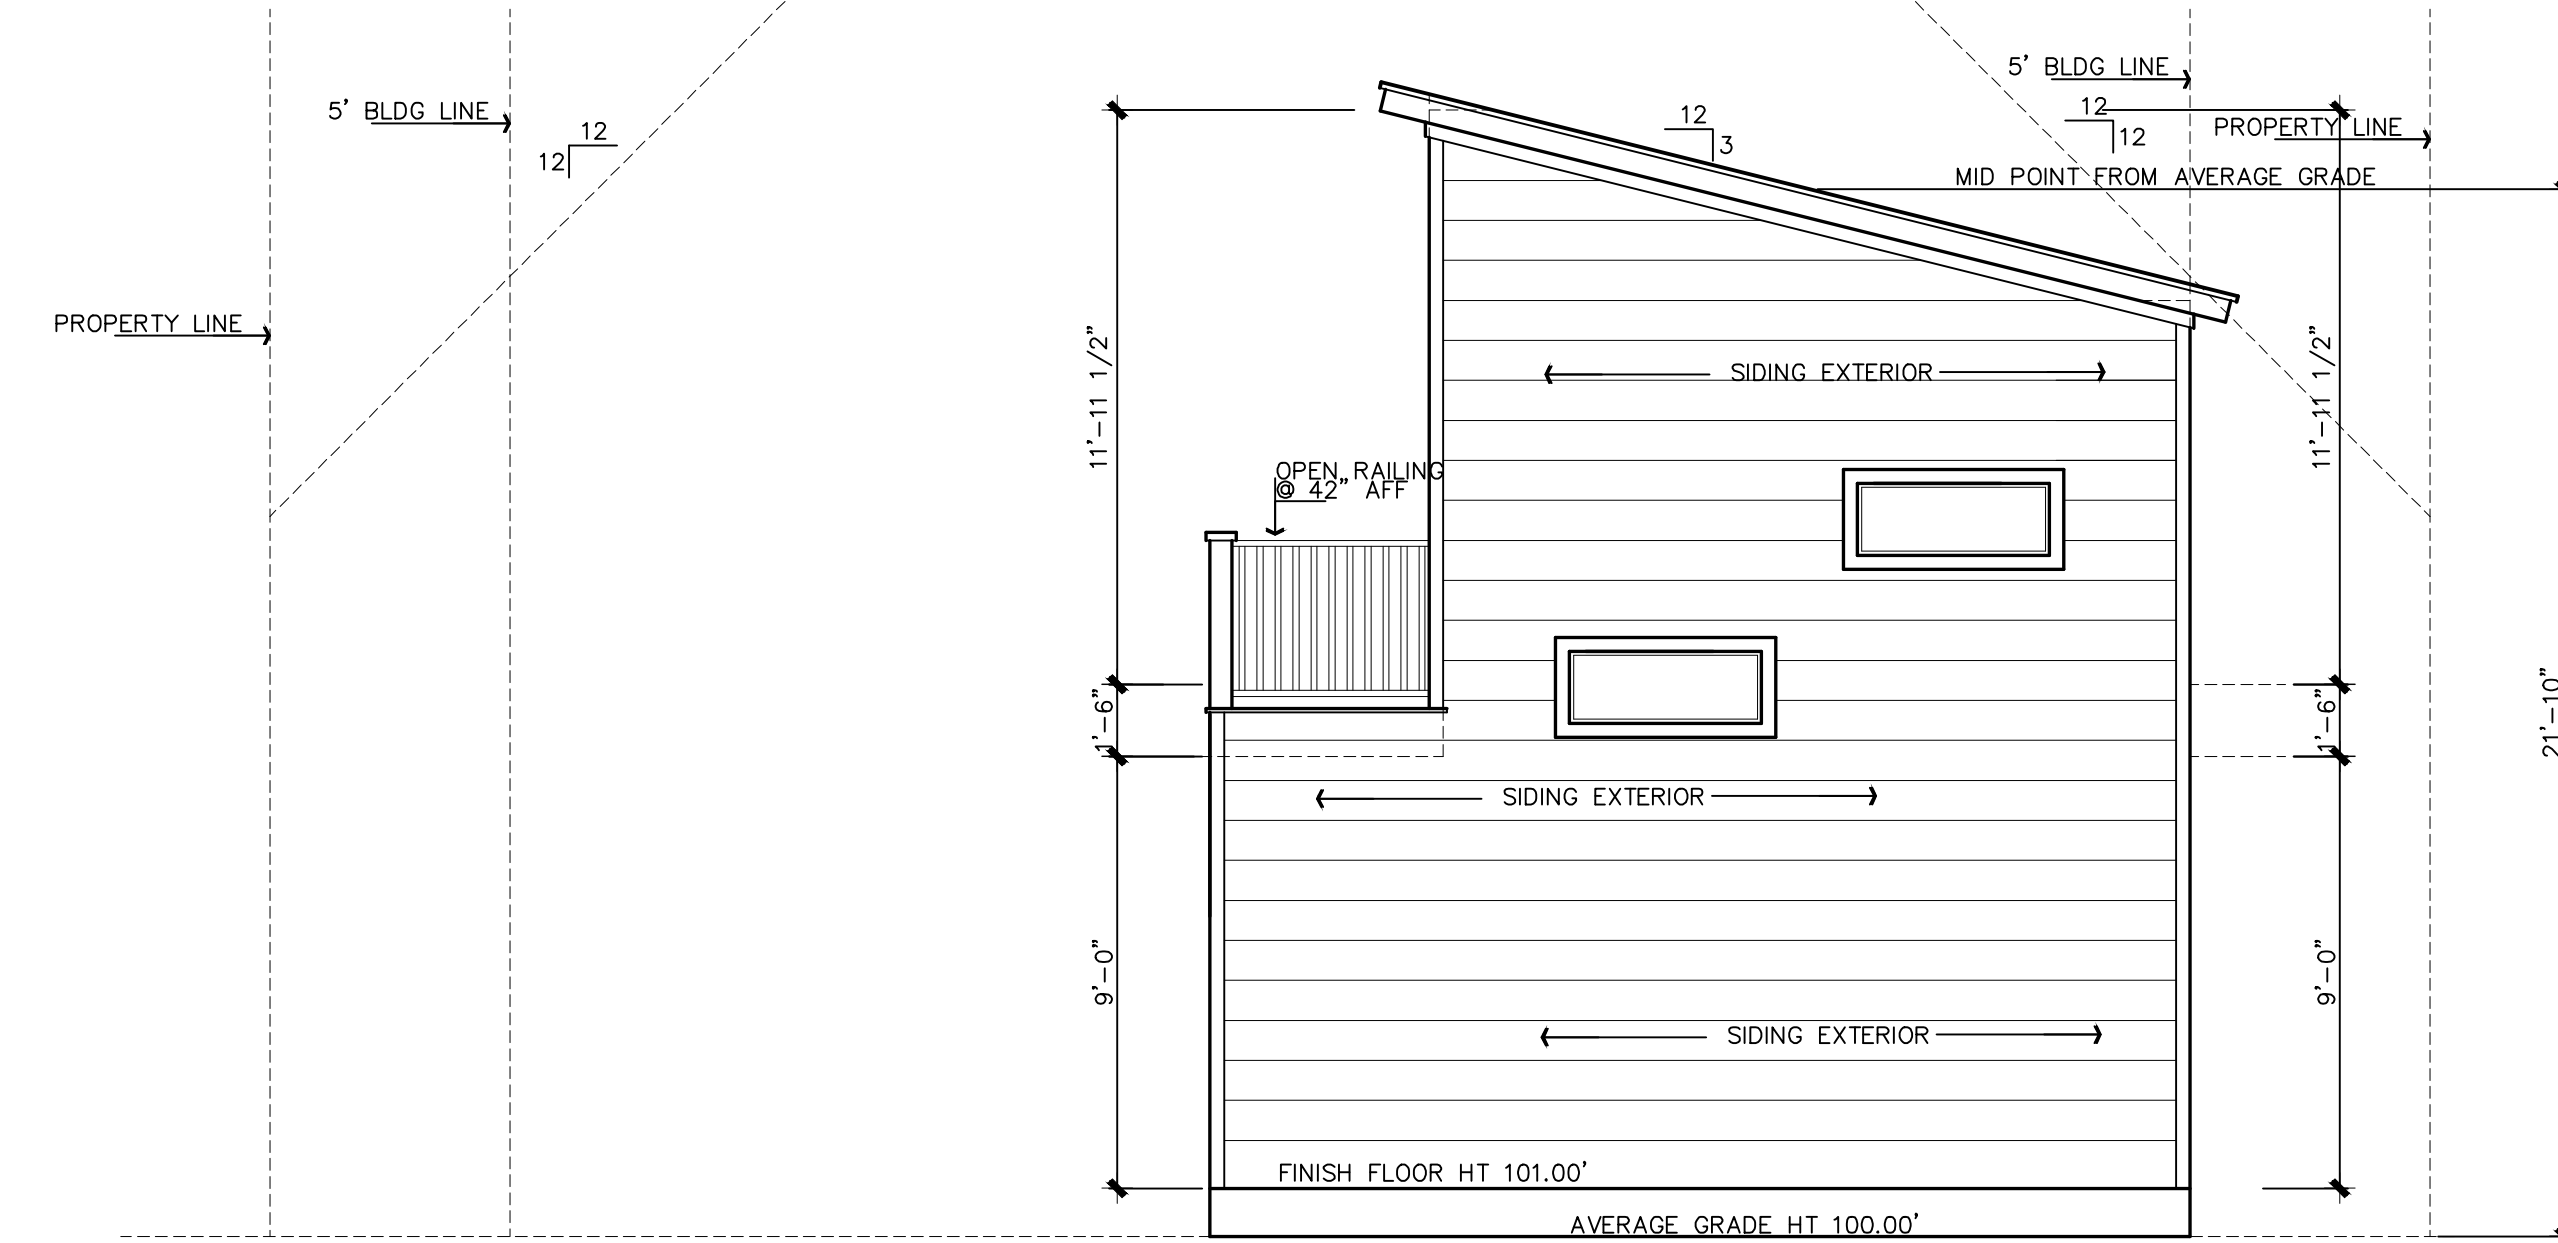 5' BLDG LINE
12
12
PROPERTY LINE
5' BLDG LINE
12
12
PROPERTY LINE
12
3
MID POINT FROM AVERAGE GRADE
11'-11 1/2"
11'-11 1/2"
SIDING EXTERIOR
OPEN RAILING
@ 42" AFF
1'-6"
1'-6"
21'-10"
SIDING EXTERIOR
9'-0"
9'-0"
SIDING EXTERIOR
FINISH FLOOR HT 101.00'
AVERAGE GRADE HT 100.00'